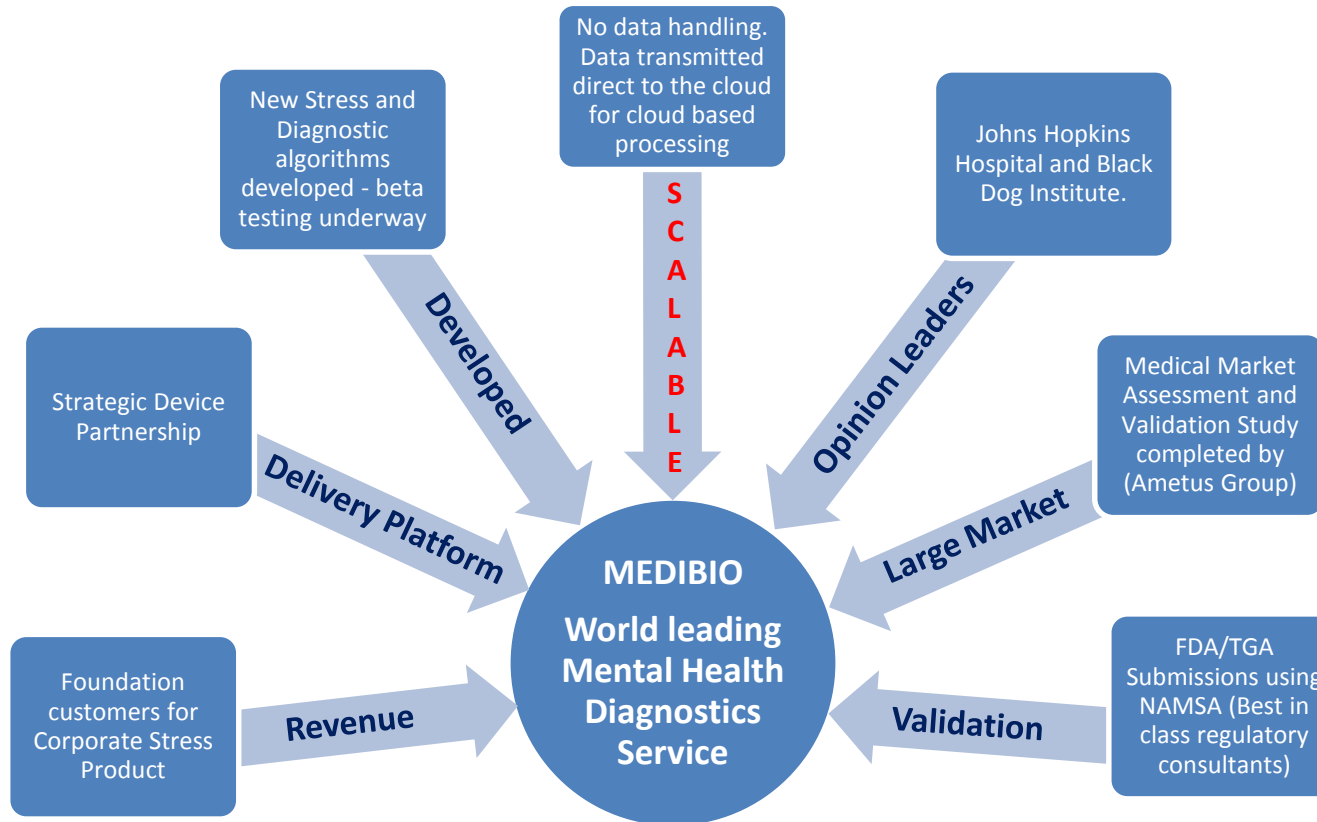 No data handling.
Data transmitted
direct to the cloud
for cloud based
processing
New Stress and
Diagnostic
algorithms
developed - beta
testing underway
Johns Hopkins
Hospital and Black
Dog Institute.
Strategic Device
Partnership
Medical Market
Assessment and
Validation Study
completed by
(Ametus Group)
Foundation
customers for
Corporate Stress
Product
FDA/TGA
Submissions using
NAMSA (Best in
class regulatory
consultants)
Revenue
Delivery Platform
Developed
S
C
A
L
A
B
L
E
Opinion Leaders
Large Market
Validation
MEDIBIO
World leading
Mental Health
Diagnostics
Service